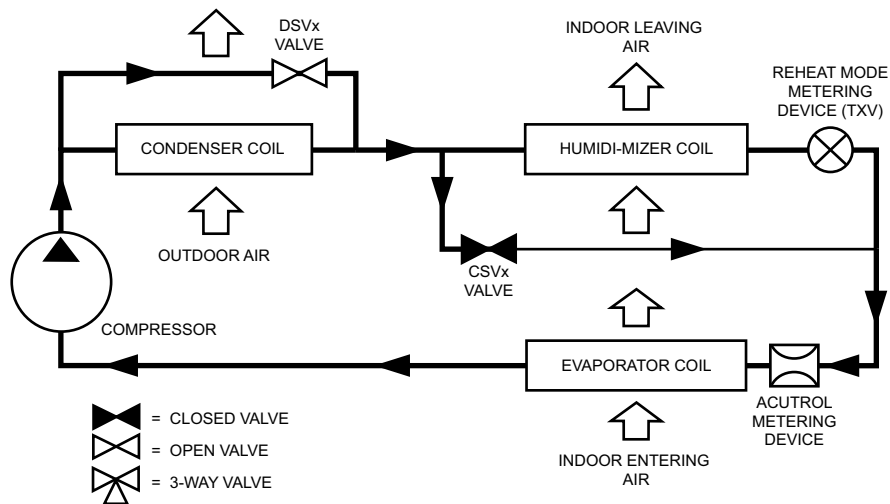 DSVx
VALVE
INDOOR LEAVING
AIR
REHEAT MODE
METERING
DEVICE (TXV)
CONDENSER COIL
HUMIDI-MIZER COIL
OUTDOOR AIR
CSVx
VALVE
COMPRESSOR
EVAPORATOR COIL
ACUTROL
METERING
DEVICE
INDOOR ENTERING
AIR
= CLOSED VALVE
= OPEN VALVE
= 3-WAY VALVE